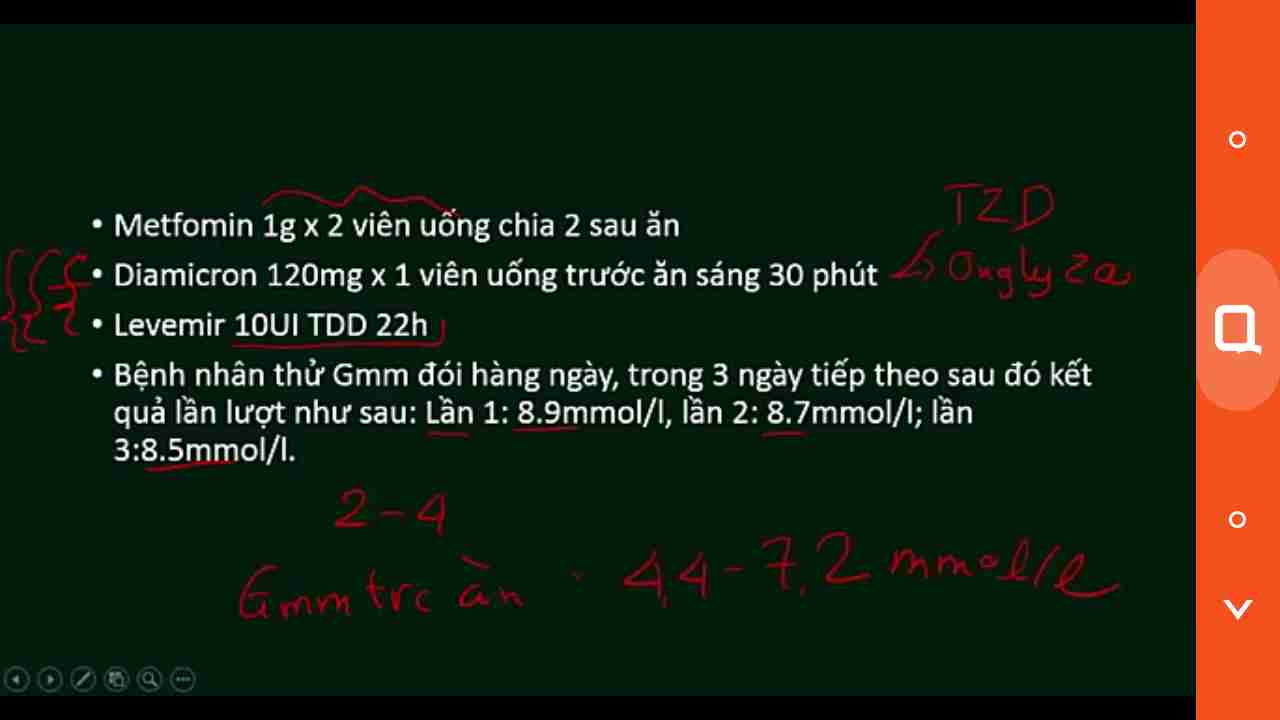 TZD
• Metfomin 1g x 2 viên uống chia 2 sau ăn
• Diamicron 120mg x 1 viên uống trước ăn sáng 30 phút
Ongly za
• Levemir 10UI TDD 22h
• Bệnh nhân thử Gmm đói hàng ngày, trong 3 ngày tiếp theo sau đó kết
quả lần lượt như sau: Lần 1: 8.9mmol/l, lần 2: 8.7mmol/l; lần
3:8.5mmol/l.
2-4
Gmm trc ăn : 4,4-7,2 mmol/l